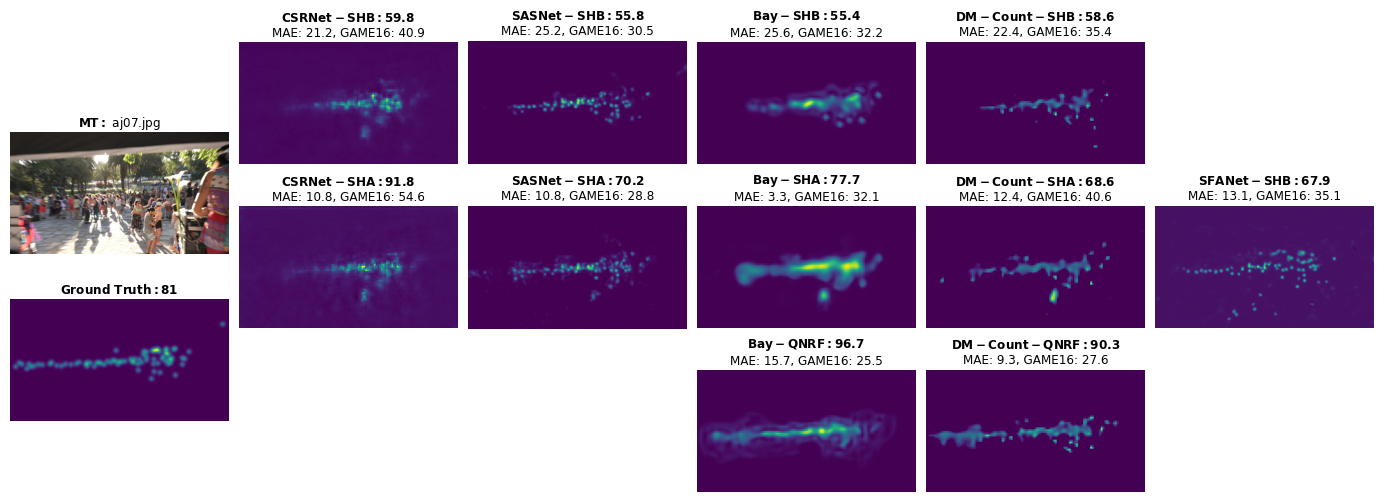 CSRNet − SHB: 59.8
MAE: 21.2, GAME16: 40.9
SASNet − SHB: 55.8
MAE: 25.2, GAME16: 30.5
Bay − SHB: 55.4
MAE: 25.6, GAME16: 32.2
DM − Count − SHB: 58.6
MAE: 22.4, GAME16: 35.4
MT: aj07.jpg
CSRNet − SHA: 91.8
MAE: 10.8, GAME16: 54.6
SASNet − SHA: 70.2
MAE: 10.8, GAME16: 28.8
Bay − SHA: 77.7
MAE: 3.3, GAME16: 32.1
DM − Count − SHA: 68.6
MAE: 12.4, GAME16: 40.6
SFANet − SHB: 67.9
MAE: 13.1, GAME16: 35.1
Ground Truth: 81
Bay − QNRF: 96.7
MAE: 15.7, GAME16: 25.5
DM − Count − QNRF: 90.3
MAE: 9.3, GAME16: 27.6